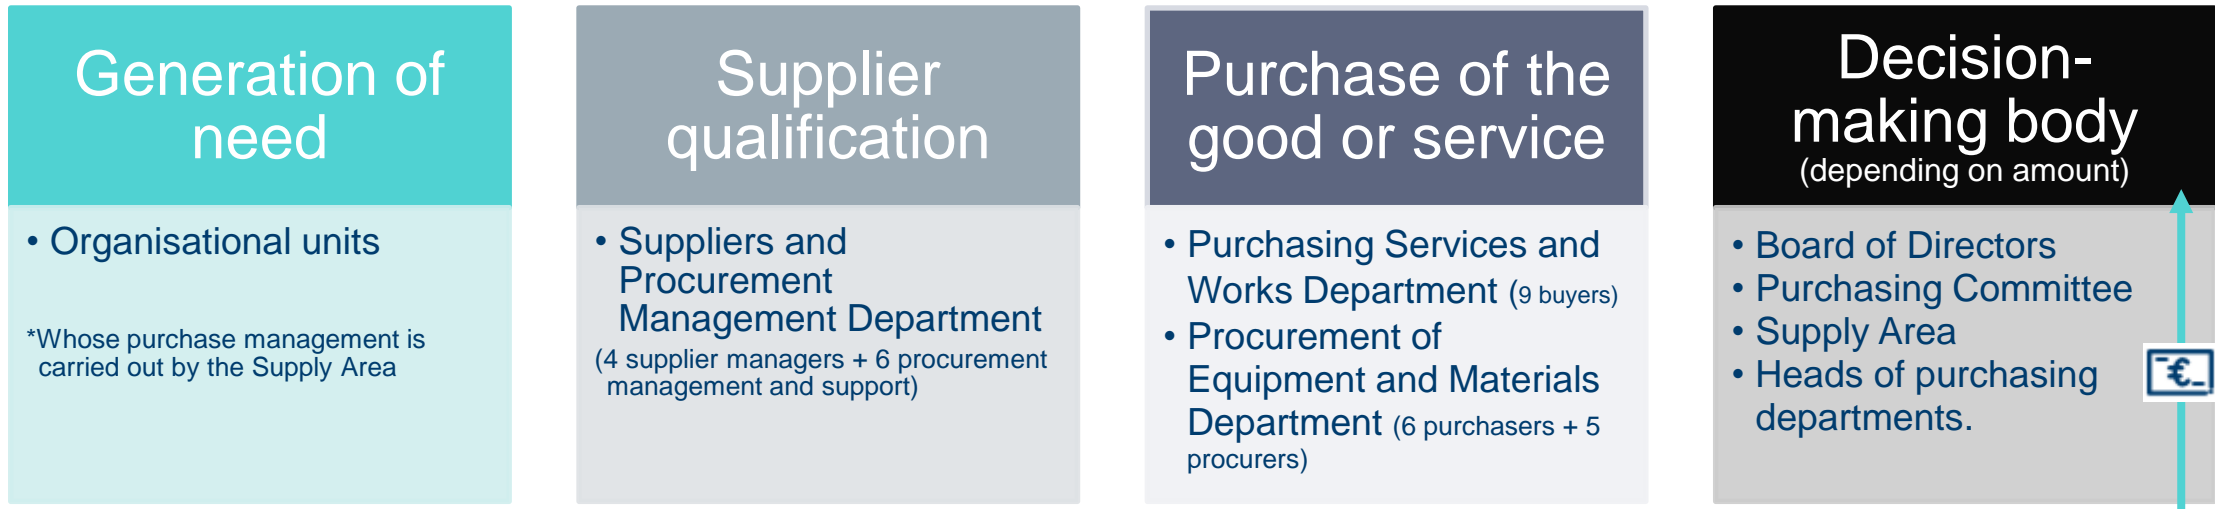 Generation of
need
• Organisational units
*Whose purchase management is
carried out by the Supply Area
Supplier
qualification
• Suppliers and
Procurement
Management Department
(4 supplier managers + 6 procurement
management and support)
Purchase of the
good or service
• Purchasing Services and
Works Department (9 buyers)
• Procurement of
Equipment and Materials
Department (6 purchasers + 5
procurers)
Decision-
making body
(depending on amount)
• Board of Directors
• Purchasing Committee
• Supply Area
• Heads of purchasing
departments.
€